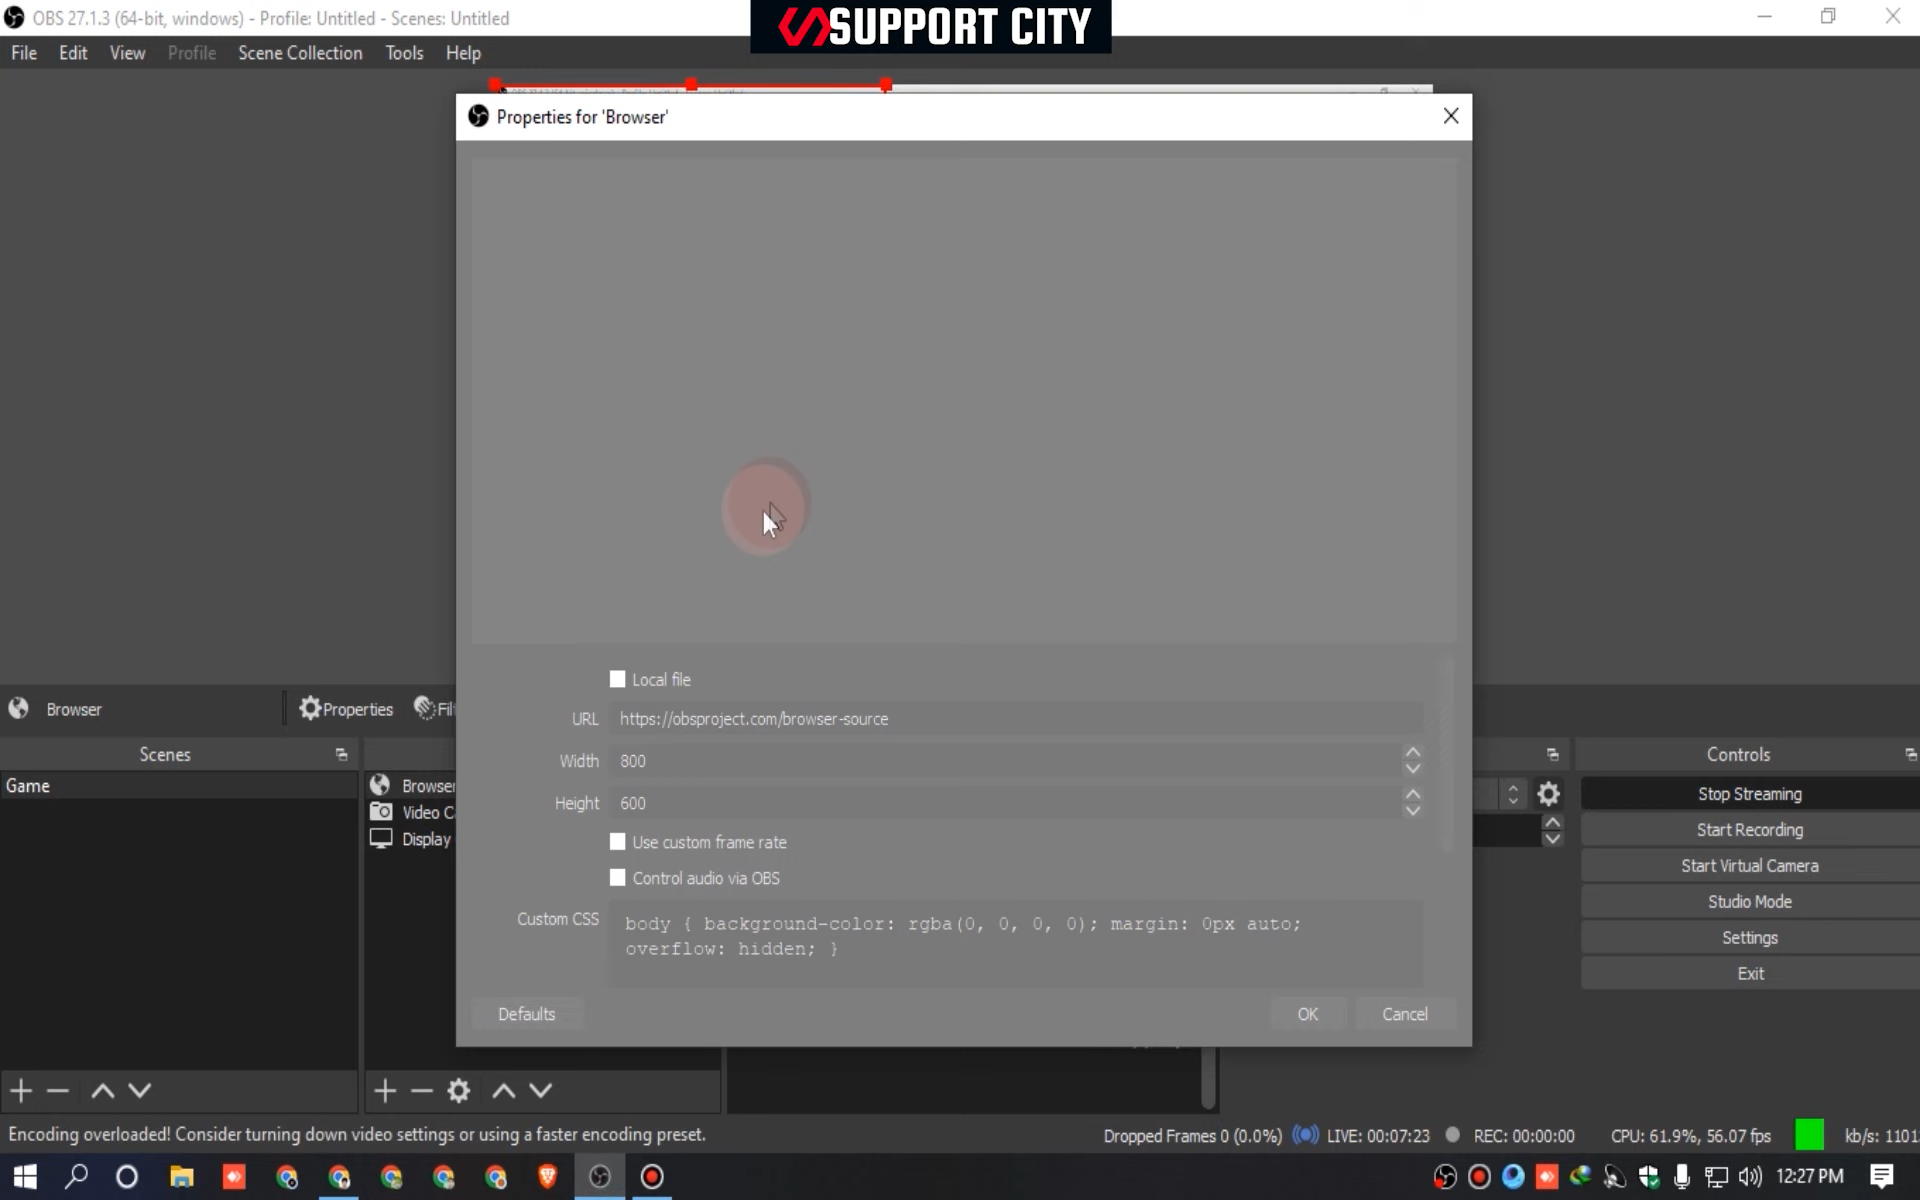 OBS 27.1.3 (64-bit, windows) - Profile: Untitled - Scenes: Untitled
SUPPORT CITY
File Edit View Profile Scene Collection Tools Help
Properties for 'Browser'
Local file
URL https://obsproject.com/browser-source
Width 800
Height 600
Use custom frame rate
Control audio via OBS
Custom CSS
body { background-color: rgba(0, 0, 0, 0); margin: 0px auto;
overflow: hidden; }
Defaults OK Cancel
Browser Properties Fil
Scenes
Game
Browser
Video Ca
Display
Controls
Stop Streaming
Start Recording
Start Virtual Camera
Studio Mode
Settings
Exit
Encoding overloaded! Consider turning down video settings or using a faster encoding preset.
Dropped Frames 0 (0.0%) LIVE: 00:07:23 REC: 00:00:00 CPU: 61.9%, 56.07 fps kb/s: 1101
12:27 PM